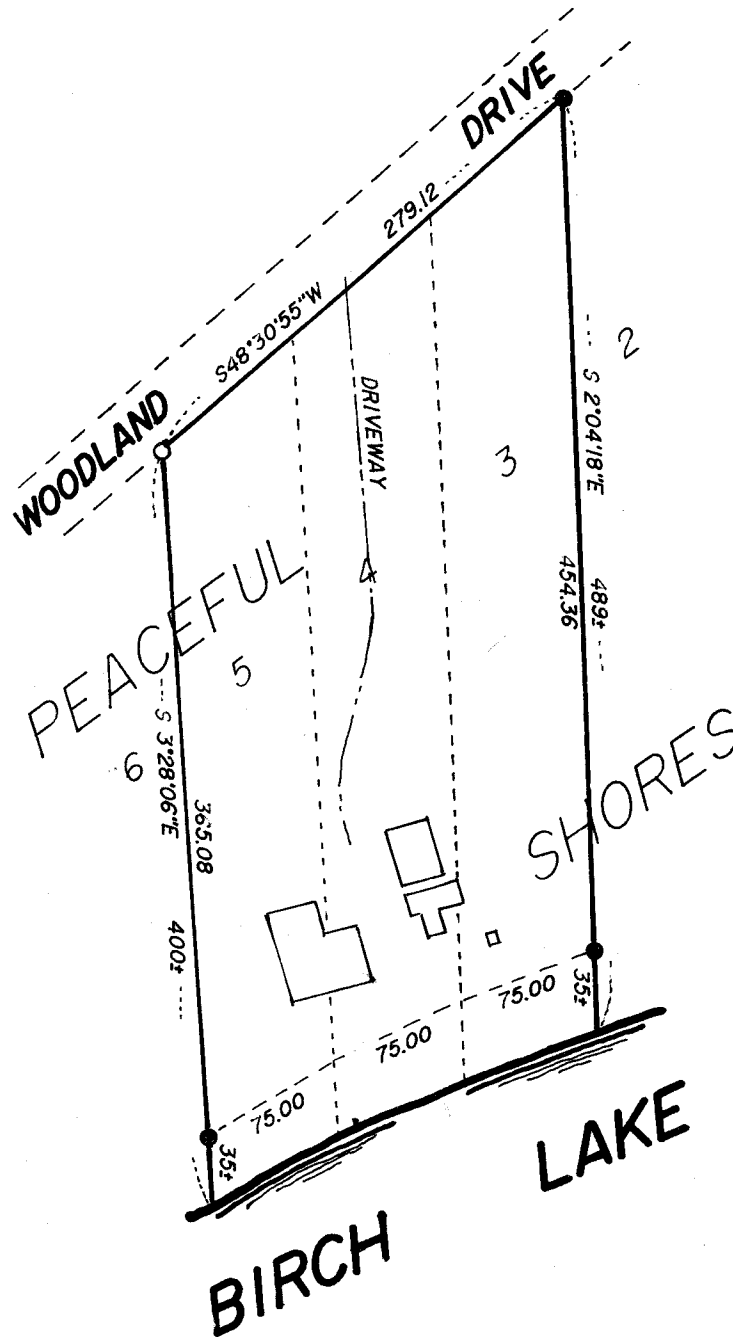 WOODLAND DRIVE
279.12
S48°30'55"W
DRIVEWAY
2
S 2°04'18"E
3
4
489±
454.36
PEACEFUL SHORES
5
6
S 3°28'06"E
365.08
400±
75.00
75.00
75.00
35±
35±
BIRCH LAKE